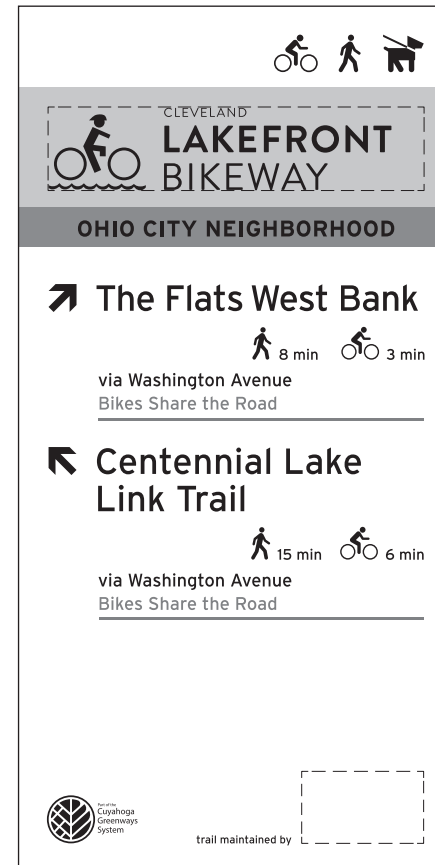 CLEVELAND
LAKEFRONT
BIKEWAY
OHIO CITY NEIGHBORHOOD
The Flats West Bank
8 min 3 min
via Washington Avenue
Bikes Share the Road
Centennial Lake
Link Trail
15 min 6 min
via Washington Avenue
Bikes Share the Road
Part of the
Cuyahoga
Greenways
System
trail maintained by